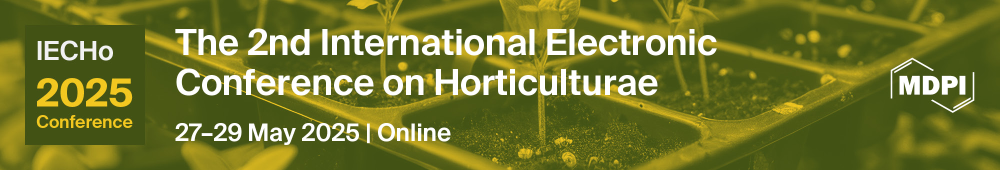 IECHo
2025
Conference
The 2nd International Electronic
Conference on Horticulturae
27–29 May 2025 | Online
MDPI